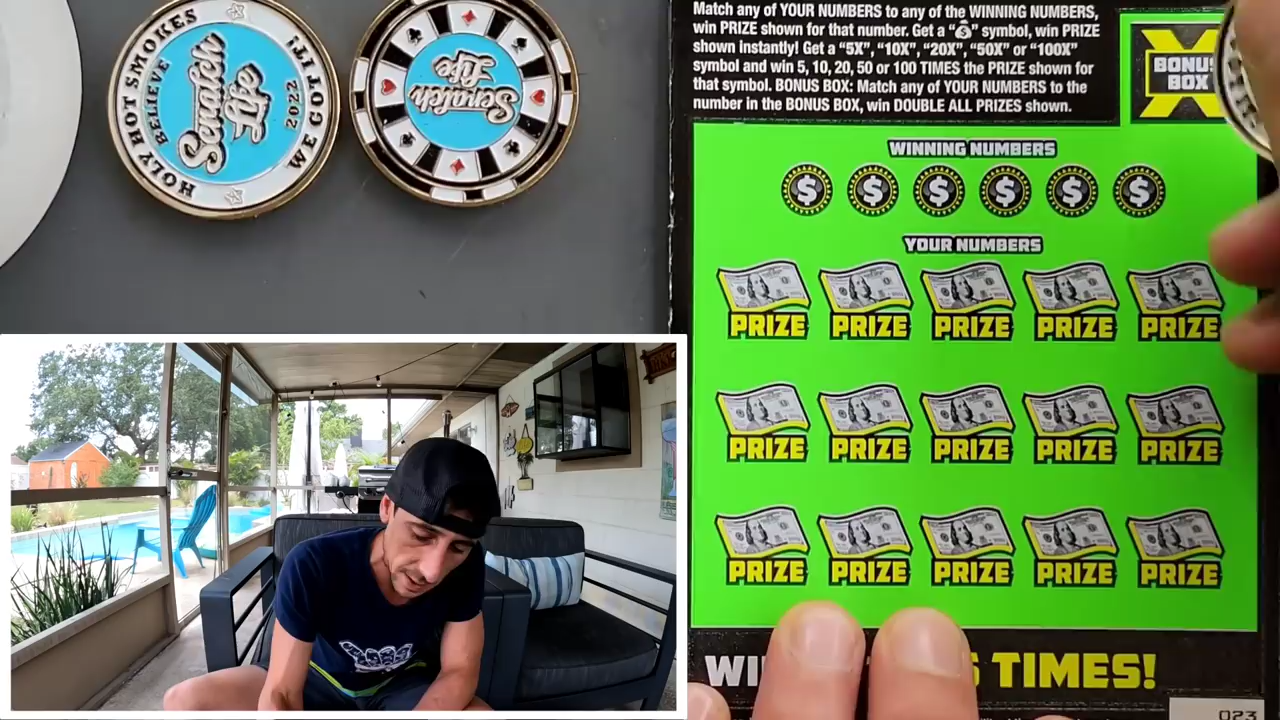 HOLY HOT SMOKES
BELIEVE
Scratch
life
2022
WE GOT IT!
Scratch
life
Match any of YOUR NUMBERS to any of the WINNING NUMBERS,
win PRIZE shown for that number. Get a " " symbol, win PRIZE
shown instantly! Get a "5X", "10X", "20X", "50X" or "100X"
symbol and win 5, 10, 20, 50 or 100 TIMES the PRIZE shown for
that symbol. BONUS BOX: Match any of YOUR NUMBERS to the
number in the BONUS BOX, win DOUBLE ALL PRIZES shown.
BONUS
BOX
WINNING NUMBERS
$ $ $ $ $ $
YOUR NUMBERS
PRIZE PRIZE PRIZE PRIZE PRIZE
PRIZE PRIZE PRIZE PRIZE PRIZE
PRIZE PRIZE PRIZE PRIZE PRIZE
TIMES!
023